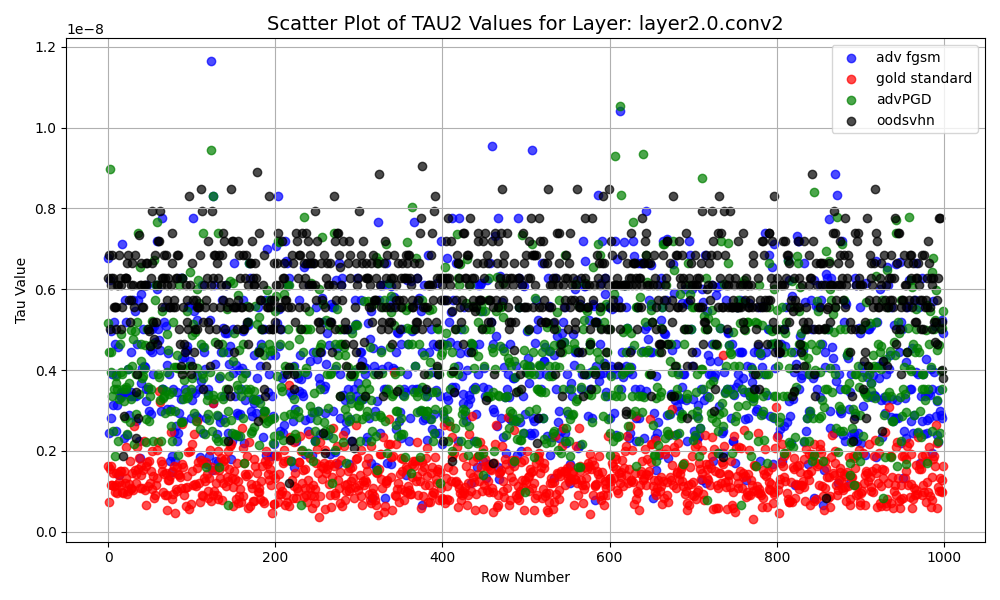 Scatter Plot of TAU2 Values for Layer: layer2.0.conv2
1e−8
1.2
1.0
0.8
0.6
0.4
0.2
0.0
Tau Value
0
200
400
600
800
1000
Row Number
adv fgsm
gold standard
advPGD
oodsvhn